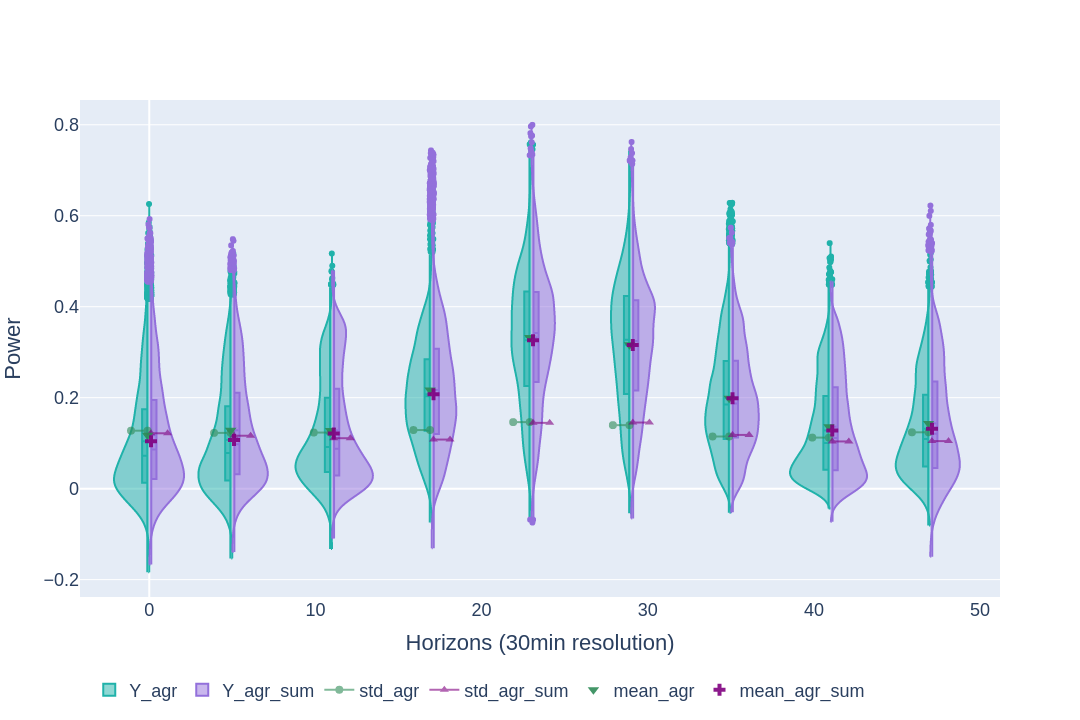 0.8
0.6
0.4
0.2
0
−0.2
Power
0 10 20 30 40 50
Horizons (30min resolution)
Y_agr Y_agr_sum std_agr std_agr_sum mean_agr mean_agr_sum